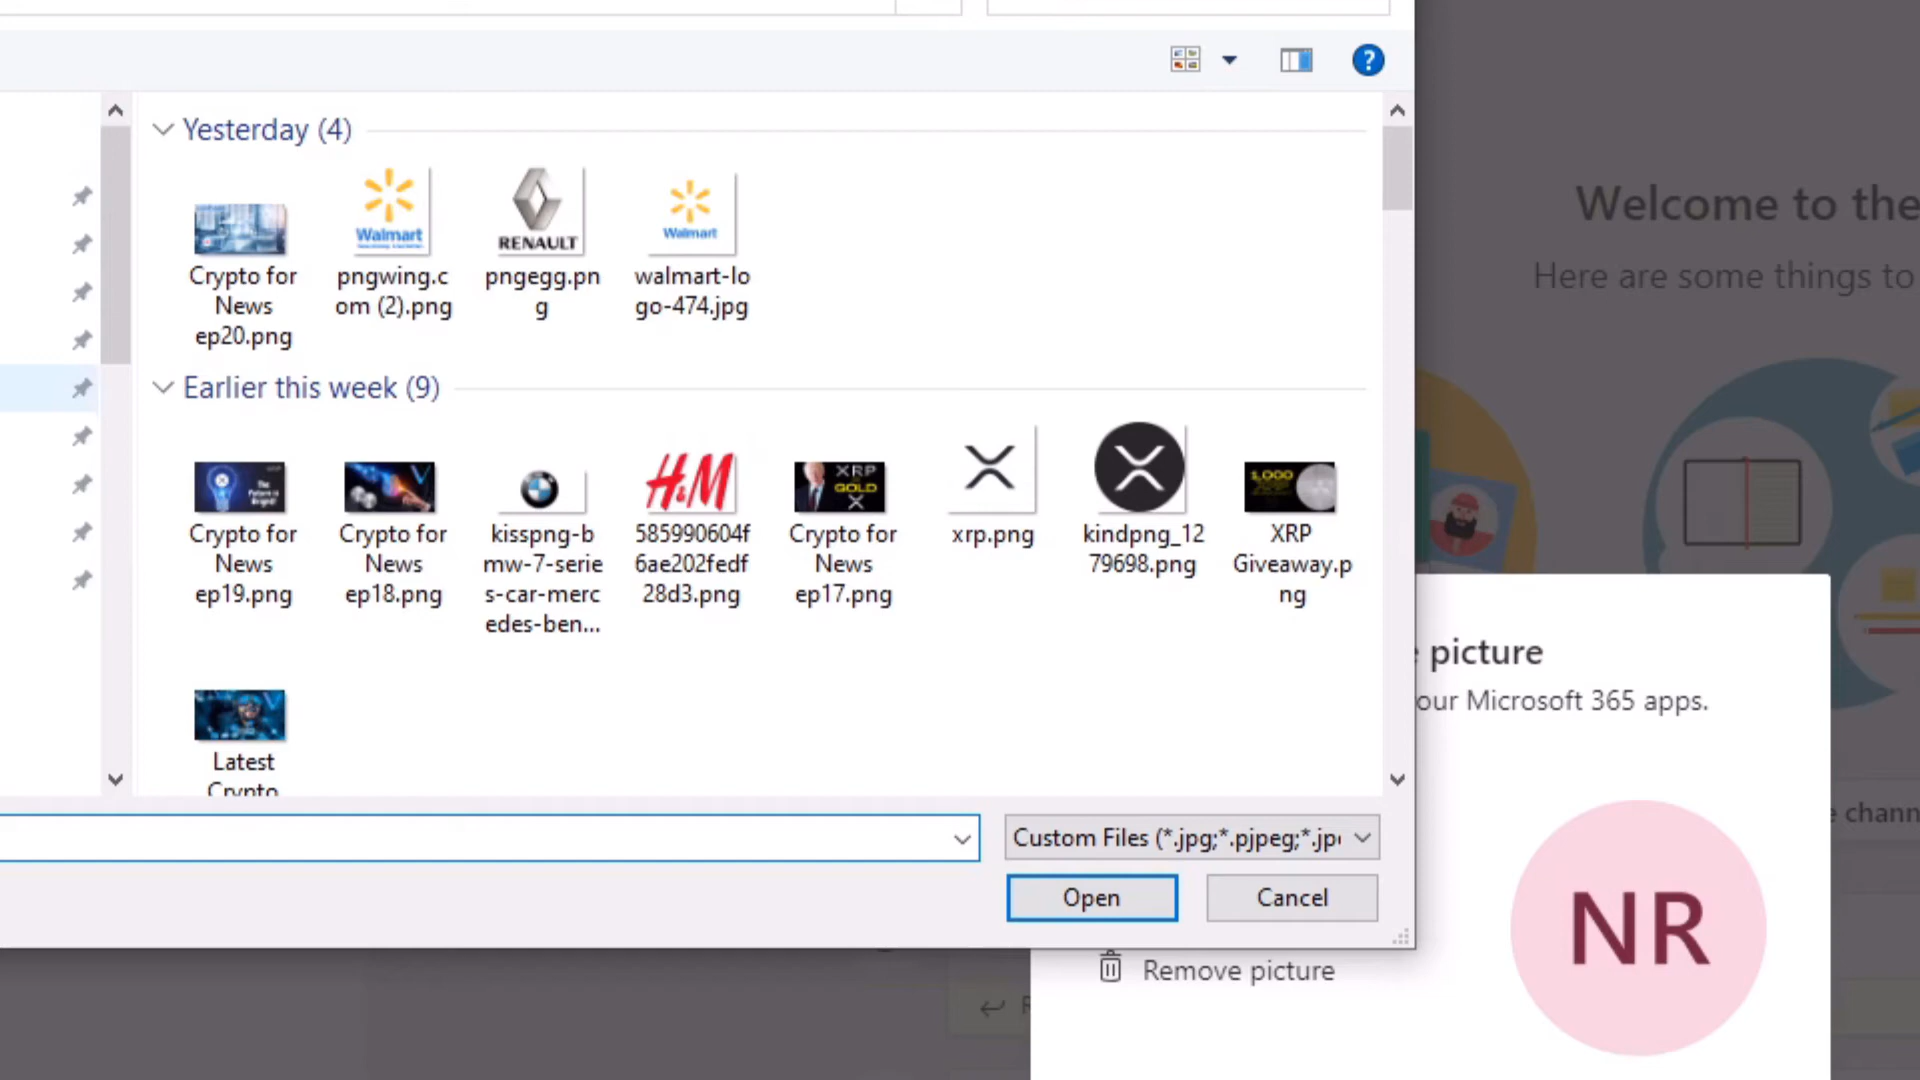 Yesterday (4)
Walmart
RENAULT
Walmart
Crypto for
News
ep20.png
pngwing.c
om (2).png
pngegg.pn
g
walmart-lo
go-474.jpg
Earlier this week (9)
The
Future is
H&M
XRP
GOLD
X
1,000
Crypto for
News
ep19.png
Crypto for
News
ep18.png
kisspng-b
mw-7-serie
s-car-merc
edes-ben...
585990604f
6ae202fedf
28d3.png
Crypto for
News
ep17.png
xrp.png
kindpng_12
79698.png
XRP
Giveaway.p
ng
Latest
Crypto
Custom Files (*.jpg;*.pjpeg;*.jp
Open
Cancel
Welcome to the
Here are some things to
picture
our Microsoft 365 apps.
e chann
NR
Remove picture